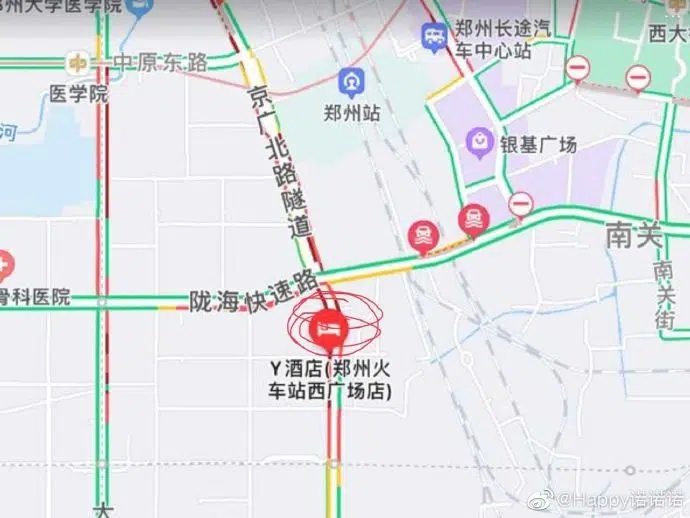 郑州大学医学院
中原东路
医学院
河
京广北路隧道
郑州站
郑州长途汽
车中心站
西大
银基广场
南关
南关街
骨科医院
陇海快速路
Y酒店(郑州火
车站西广场店)
大
@Happy诺诺诺